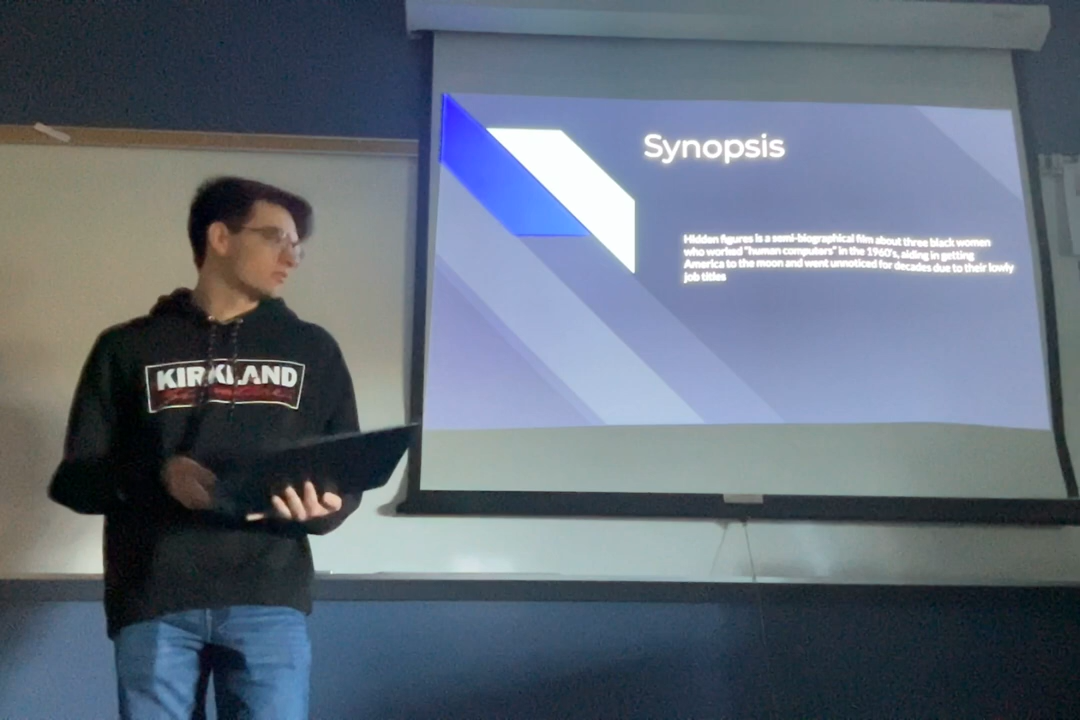 Synopsis
Hidden figures is a semi-biographical film about three black women
who worked "human computers" in the 1960's, aiding in getting
America to the moon and went unnoticed for decades due to their lowly
job titles
KIRKLAND